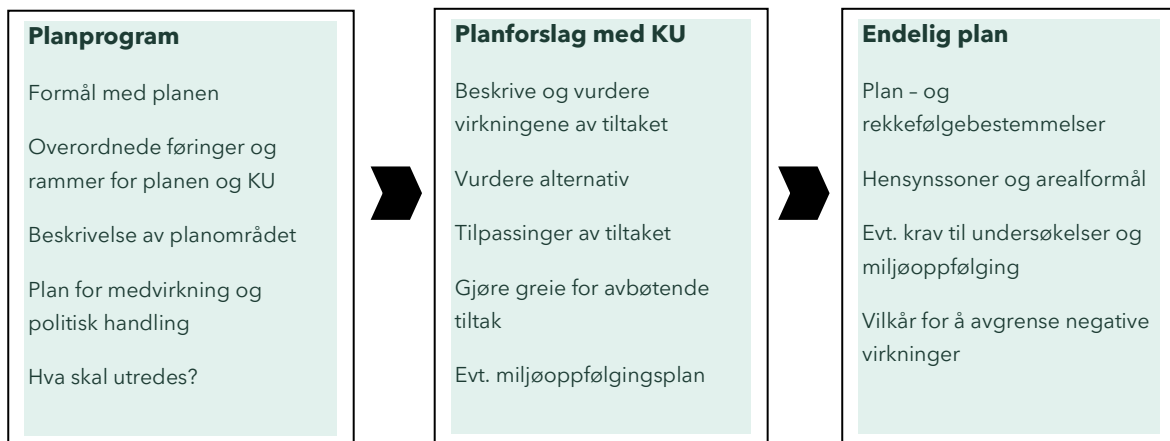 Planprogram
Formål med planen
Overordnede føringer og
rammer for planen og KU
Beskrivelse av planområdet
Plan for medvirkning og
politisk handling
Hva skal utredes?
Planforslag med KU
Beskrive og vurdere
virkningene av tiltaket
Vurdere alternativ
Tilpassinger av tiltaket
Gjøre greie for avbøtende
tiltak
Evt. miljøoppfølgingsplan
Endelig plan
Plan – og
rekkefølgebestemmelser
Hensynssoner og arealformål
Evt. krav til undersøkelser og
miljøoppfølging
Vilkår for å avgrense negative
virkninger